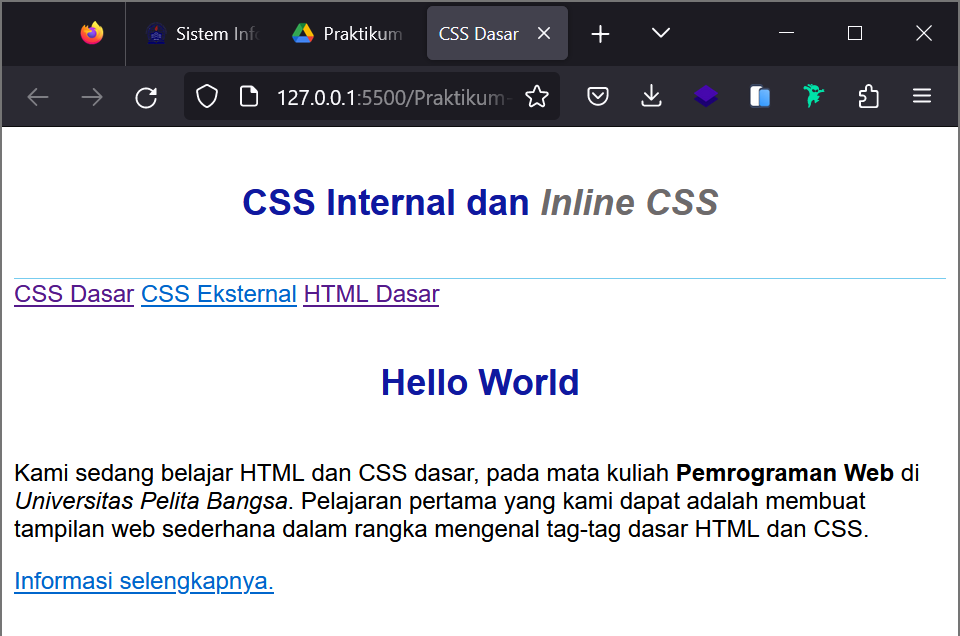 Sistem Info Praktikum CSS Dasar
127.0.0.1:5500/Praktikum-
CSS Internal dan Inline CSS
CSS Dasar CSS Eksternal HTML Dasar
Hello World
Kami sedang belajar HTML dan CSS dasar, pada mata kuliah Pemrograman Web di
Universitas Pelita Bangsa. Pelajaran pertama yang kami dapat adalah membuat
tampilan web sederhana dalam rangka mengenal tag-tag dasar HTML dan CSS.
Informasi selengkapnya.